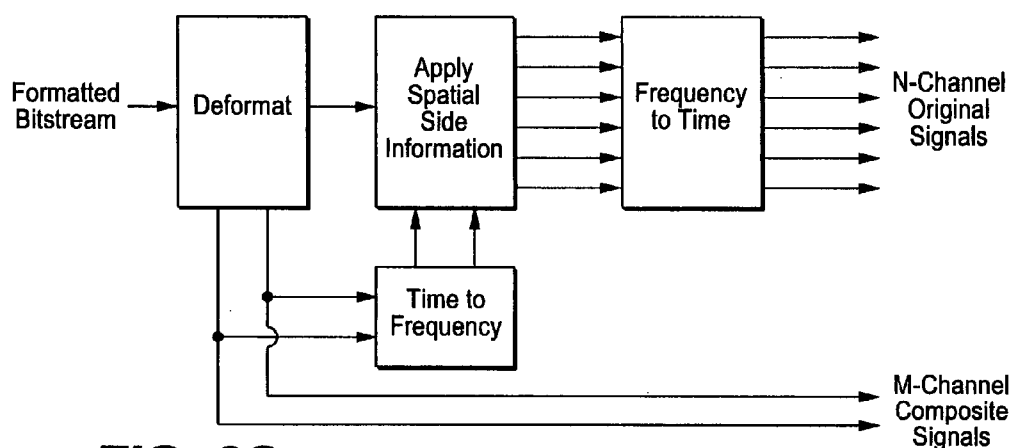 Formatted
Bitstream
Deformat
Apply
Spatial
Side
Information
Frequency
to Time
N-Channel
Original
Signals
Time to
Frequency
M-Channel
Composite
Signals